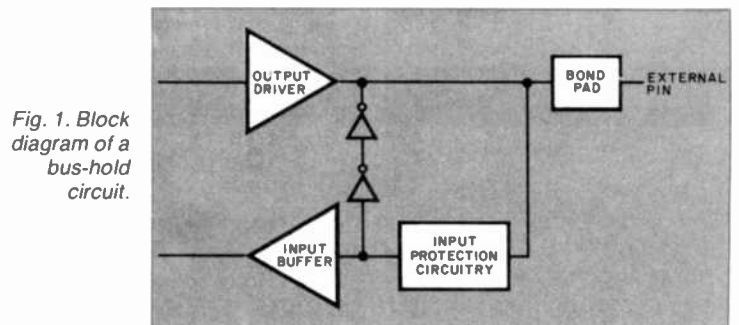 Fig. 1. Block
diagram of a
bus-hold
circuit.
OUTPUT
DRIVER
BOND
PAD
EXTERNAL
PIN
INPUT
BUFFER
INPUT
PROTECTION
CIRCUITRY